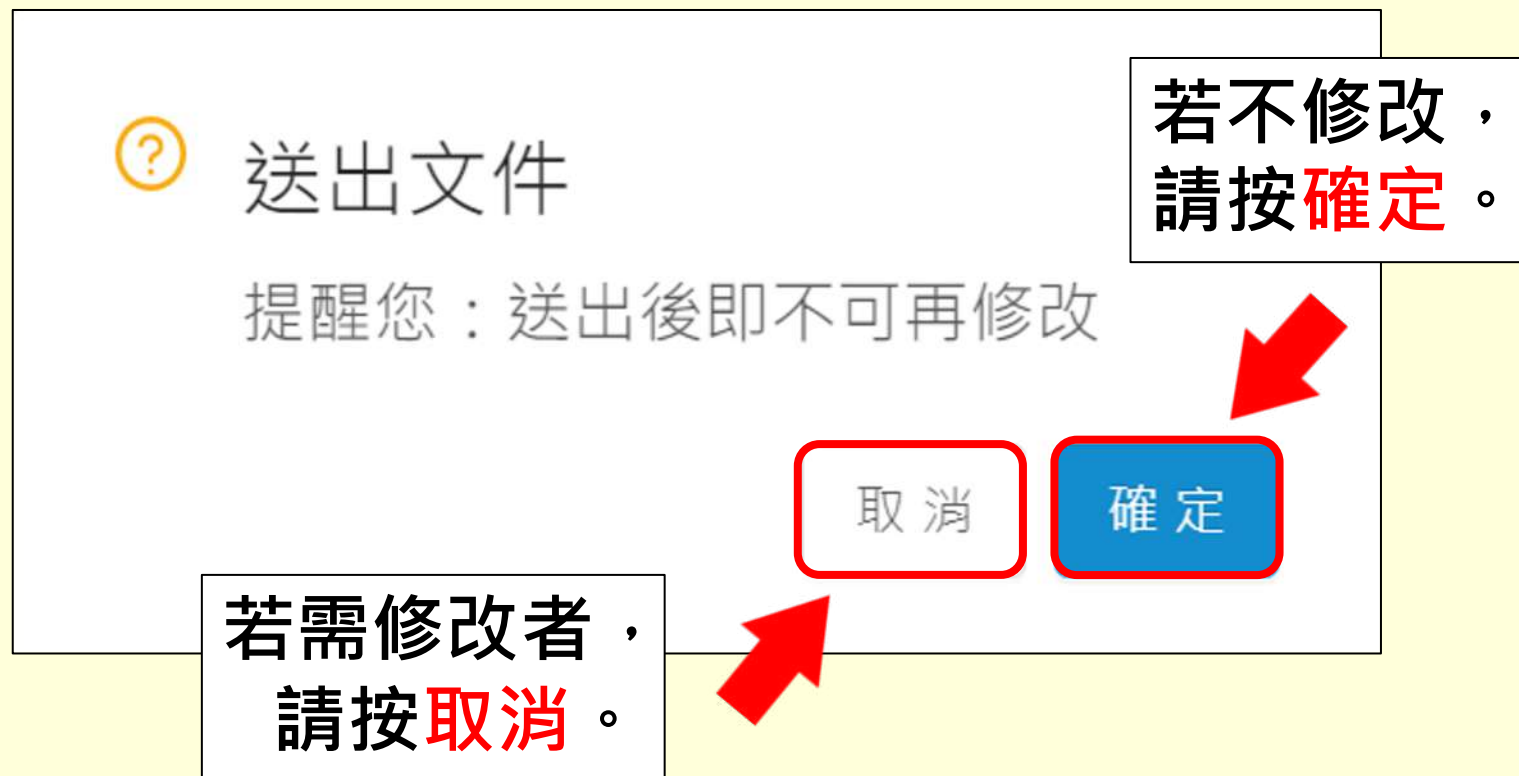 若不修改，
請按確定。
送出文件
提醒您：送出後即不可再修改
取消
確定
若需修改者，
請按取消。